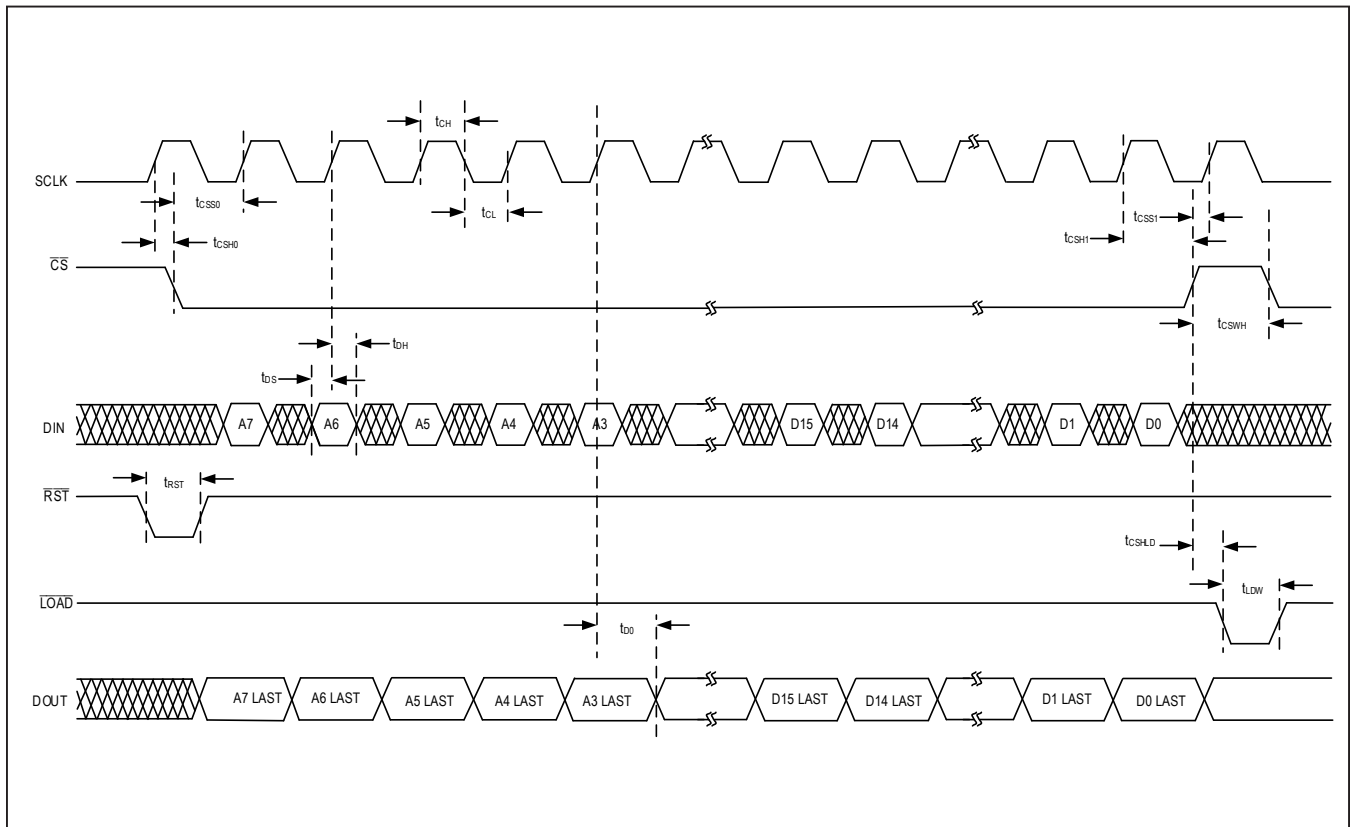 tCH
SCLK
tCSS0
tCL
tCSS1
tCSH0
tCSH1
CS
tCSWH
tDH
tDS
DIN
A7
A6
A5
A4
A3
D15
D14
D1
D0
tRST
RST
tCSHLD
tLDW
LOAD
tD0
DOUT
A7 LAST
A6 LAST
A5 LAST
A4 LAST
A3 LAST
D15 LAST
D14 LAST
D1 LAST
D0 LAST